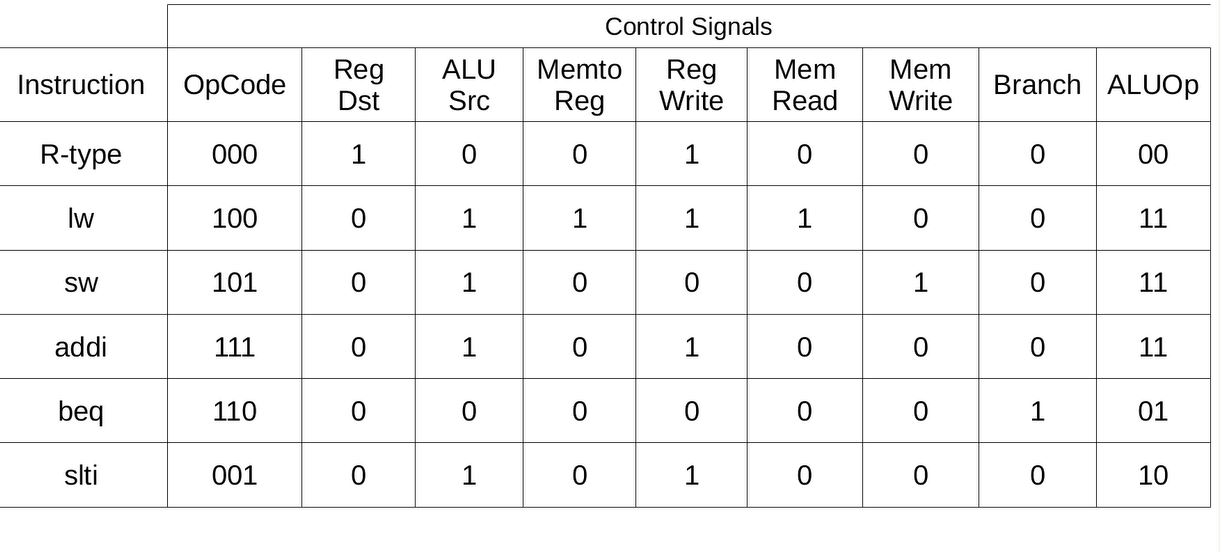 Control Signals
Instruction OpCode Reg Dst ALU Src Memto Reg Reg Write Mem Read Mem Write Branch ALUOp
R-type 000 1 0 0 1 0 0 0 00
lw 100 0 1 1 1 1 0 0 11
sw 101 0 1 0 0 0 1 0 11
addi 111 0 1 0 1 0 0 0 11
beq 110 0 0 0 0 0 0 1 01
slti 001 0 1 0 1 0 0 0 10